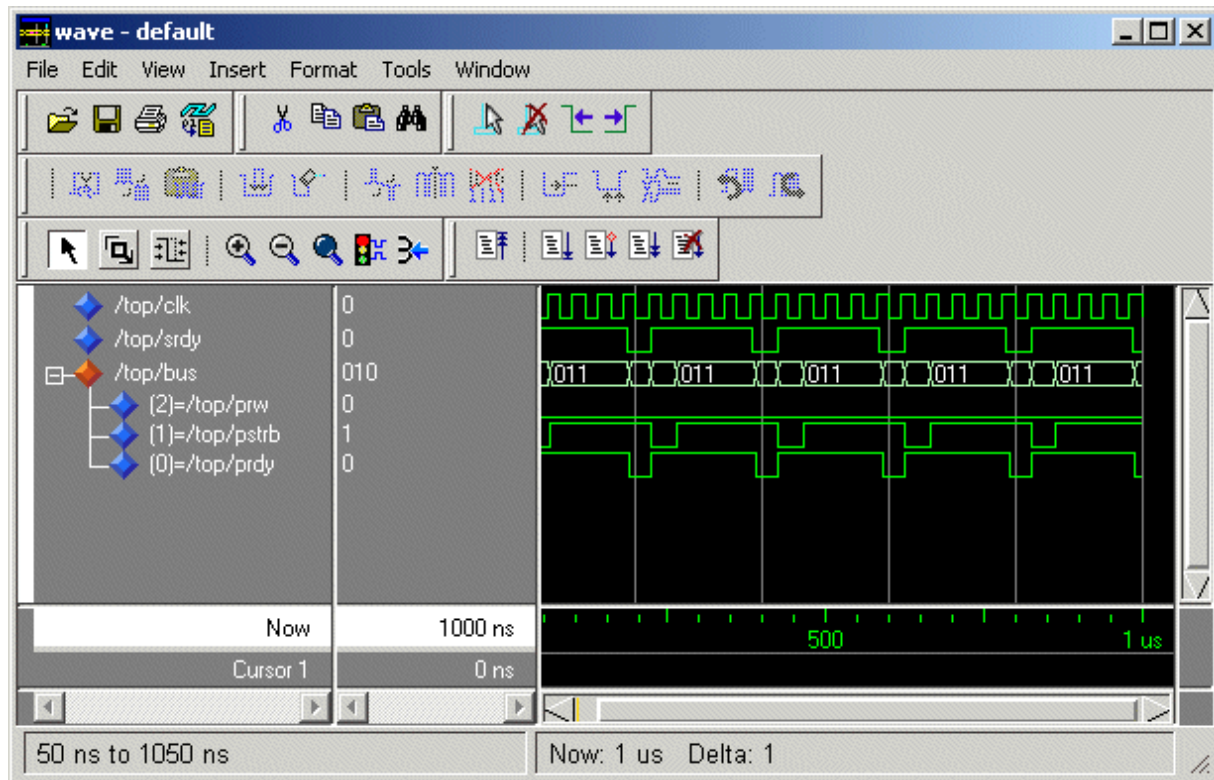 wave - default
File Edit View Insert Format Tools Window
/top/clk 0
/top/srdy 0
/top/bus 010 011 011 011 011 011
(2)=/top/prw 0
(1)=/top/pstrb 1
(0)=/top/prdy 0
Now 1000 ns 500 1 us
Cursor 1 0 ns
50 ns to 1050 ns Now: 1 us Delta: 1